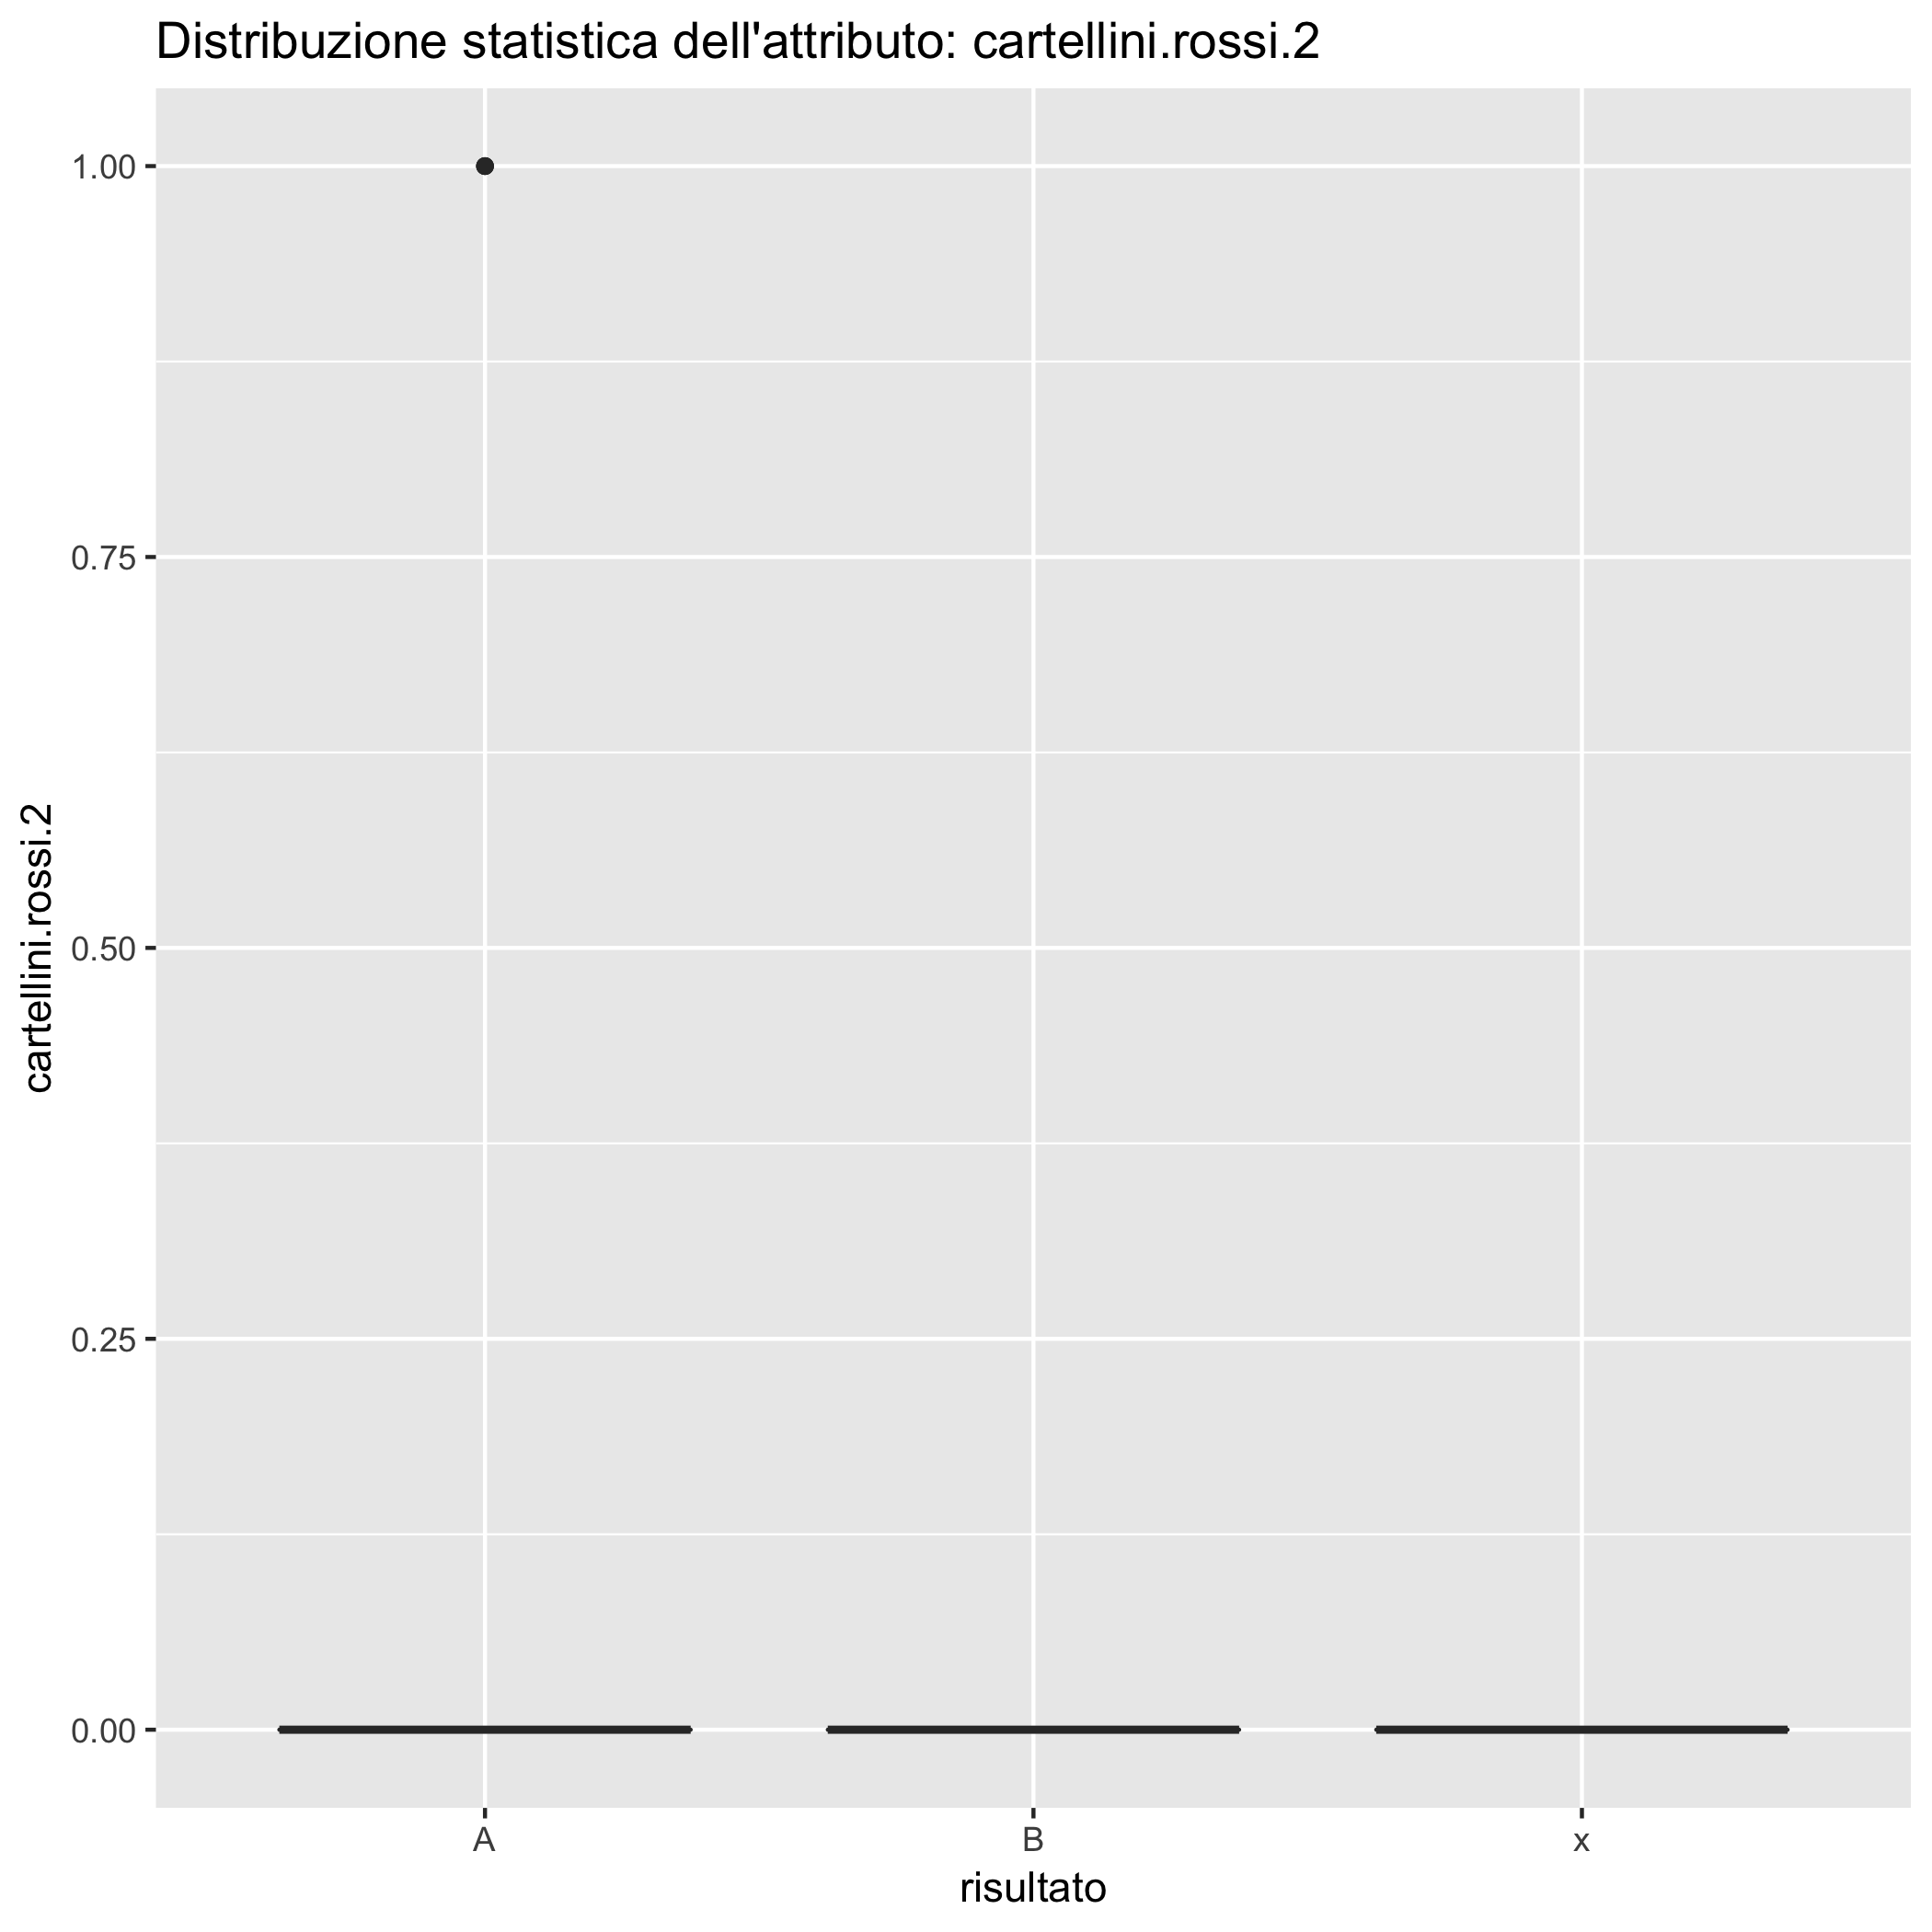 Distribuzione statistica dell'attributo: cartellini.rossi.2
cartellini.rossi.2
1.00
0.75
0.50
0.25
0.00
A
B
x
risultato